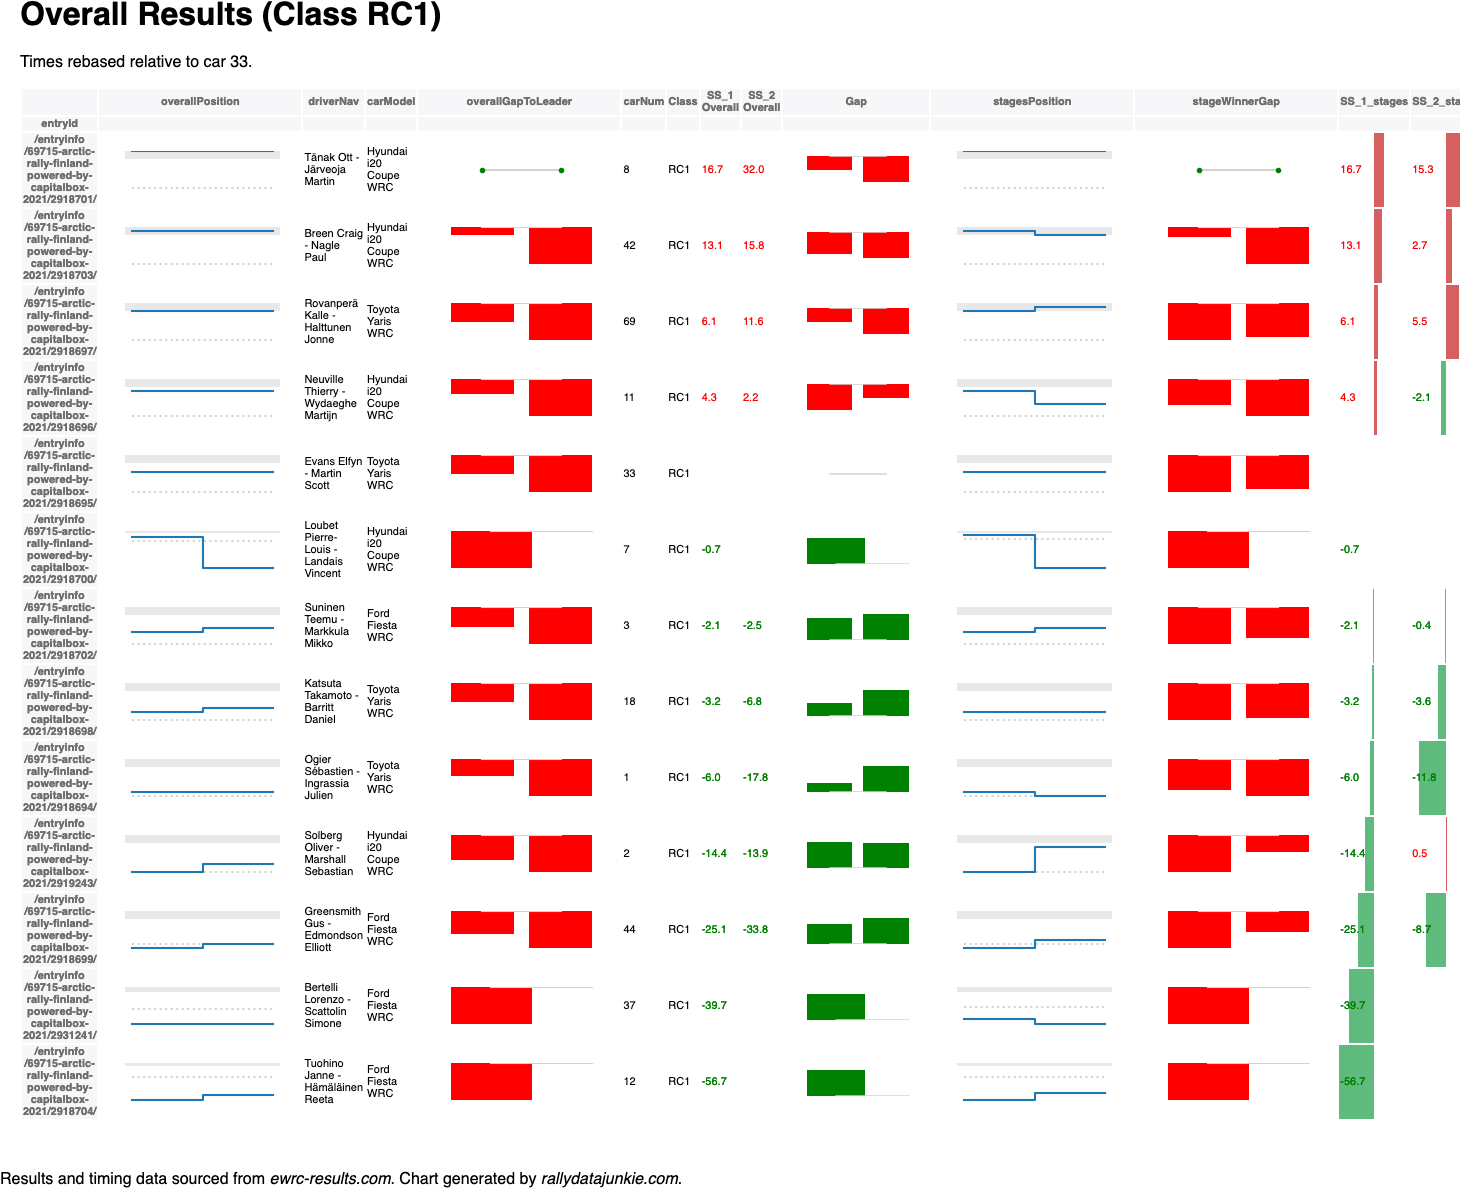 Overall Results (Class RC1)
Times rebased relative to car 33.
overallPosition driverNav carModel overallGapToLeader carNum Class SS_1 Overall SS_2 Overall Gap stagesPosition stageWinnerGap SS_1_stages SS_2_sta
entryId
/entryinfo
/69715-arctic-
rally-finland-
powered-by-
capitalbox-
2021/2918701/
Tänak Ott -
Järveoja
Martin
Hyundai
i20
Coupe
WRC
8 RC1 16.7 32.0 16.7 15.3
/entryinfo
/69715-arctic-
rally-finland-
powered-by-
capitalbox-
2021/2918703/
Breen Craig
- Nagle
Paul
Hyundai
i20
Coupe
WRC
42 RC1 13.1 15.8 13.1 2.7
/entryinfo
/69715-arctic-
rally-finland-
powered-by-
capitalbox-
2021/2918697/
Rovanperä
Kalle -
Halttunen
Jonne
Toyota
Yaris
WRC
69 RC1 6.1 11.6 6.1 5.5
/entryinfo
/69715-arctic-
rally-finland-
powered-by-
capitalbox-
2021/2918696/
Neuville
Thierry -
Wydaeghe
Martijn
Hyundai
i20
Coupe
WRC
11 RC1 4.3 2.2 4.3 -2.1
/entryinfo
/69715-arctic-
rally-finland-
powered-by-
capitalbox-
2021/2918695/
Evans Elfyn
- Martin
Scott
Toyota
Yaris
WRC
33 RC1
/entryinfo
/69715-arctic-
rally-finland-
powered-by-
capitalbox-
2021/2918700/
Loubet
Pierre-
Louis -
Landais
Vincent
Hyundai
i20
Coupe
WRC
7 RC1 -0.7 -0.7
/entryinfo
/69715-arctic-
rally-finland-
powered-by-
capitalbox-
2021/2918702/
Suninen
Teemu -
Markkula
Mikko
Ford
Fiesta
WRC
3 RC1 -2.1 -2.5 -2.1 -0.4
/entryinfo
/69715-arctic-
rally-finland-
powered-by-
capitalbox-
2021/2918698/
Katsuta
Takamoto -
Barritt
Daniel
Toyota
Yaris
WRC
18 RC1 -3.2 -6.8 -3.2 -3.6
/entryinfo
/69715-arctic-
rally-finland-
powered-by-
capitalbox-
2021/2918694/
Ogier
Sébastien -
Ingrassia
Julien
Toyota
Yaris
WRC
1 RC1 -6.0 -17.8 -6.0 -11.8
/entryinfo
/69715-arctic-
rally-finland-
powered-by-
capitalbox-
2021/2919243/
Solberg
Oliver -
Marshall
Sebastian
Hyundai
i20
Coupe
WRC
2 RC1 -14.4 -13.9 -14.4 0.5
/entryinfo
/69715-arctic-
rally-finland-
powered-by-
capitalbox-
2021/2918699/
Greensmith
Gus -
Edmondson
Elliott
Ford
Fiesta
WRC
44 RC1 -25.1 -33.8 -25.1 -8.7
/entryinfo
/69715-arctic-
rally-finland-
powered-by-
capitalbox-
2021/2931241/
Bertelli
Lorenzo -
Scattolin
Simone
Ford
Fiesta
WRC
37 RC1 -39.7 -39.7
/entryinfo
/69715-arctic-
rally-finland-
powered-by-
capitalbox-
2021/2918704/
Tuohino
Janne -
Hämäläinen
Reeta
Ford
Fiesta
WRC
12 RC1 -56.7 -56.7
Results and timing data sourced from ewrc-results.com. Chart generated by rallydatajunkie.com.